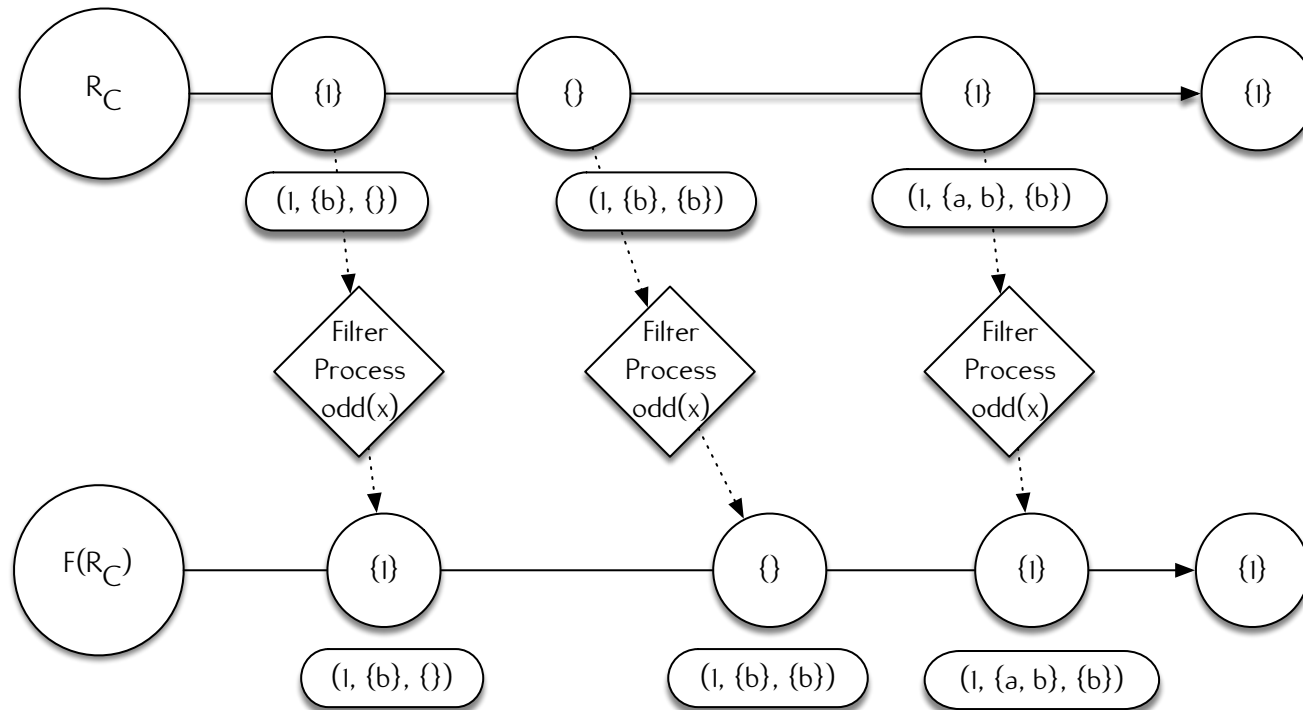 R_C
{1}
{}
{1}
{1}
(1, {b}, {})
(1, {b}, {b})
(1, {a, b}, {b})
Filter
Process
odd(x)
Filter
Process
odd(x)
Filter
Process
odd(x)
F(R_C)
{1}
{}
{1}
{1}
(1, {b}, {})
(1, {b}, {b})
(1, {a, b}, {b})